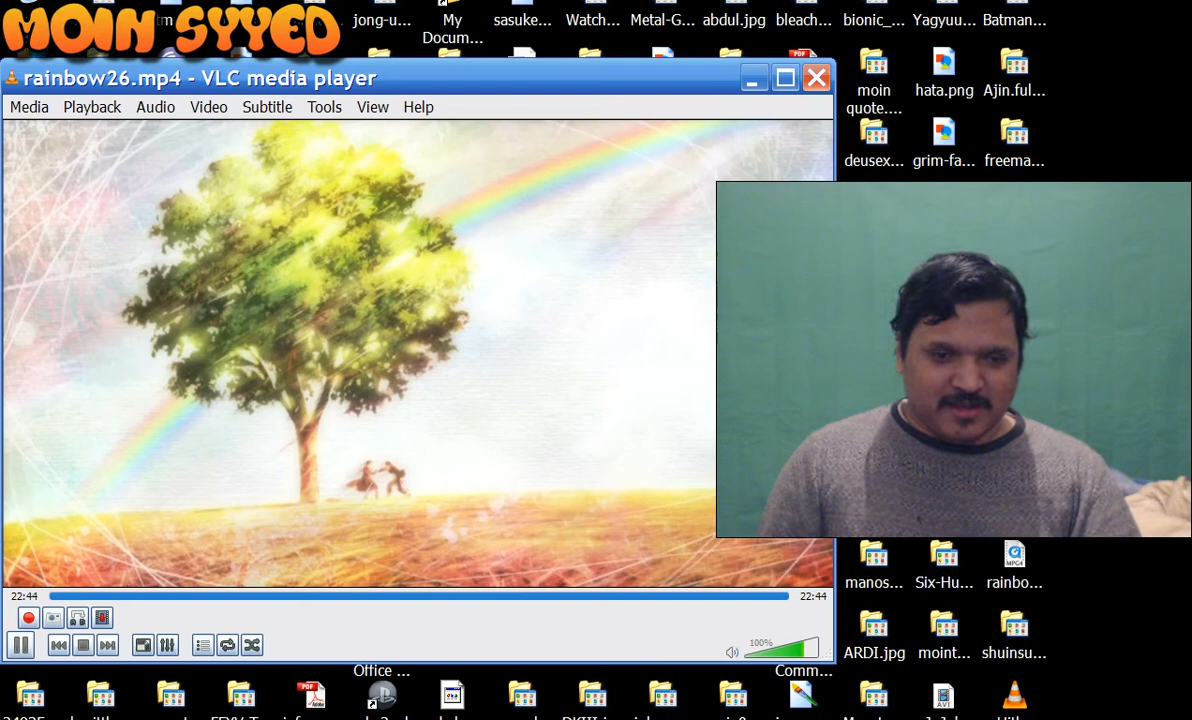 MOIN SYYED
jong-u...
My Docum...
sasuke...
Watch...
Metal-G...
abdul.jpg
bleach...
bionic_...
Yagyuu...
Batman...
rainbow26.mp4 - VLC media player
Media Playback Audio Video Subtitle Tools View Help
moin quote....
hata.png
Ajin.ful...
deusex...
grim-fa...
freema...
manos...
Six-Hu...
rainbo...
ARDI.jpg
moint...
shuinsu...
22:44
22:44
100%
Office ...
Comm...